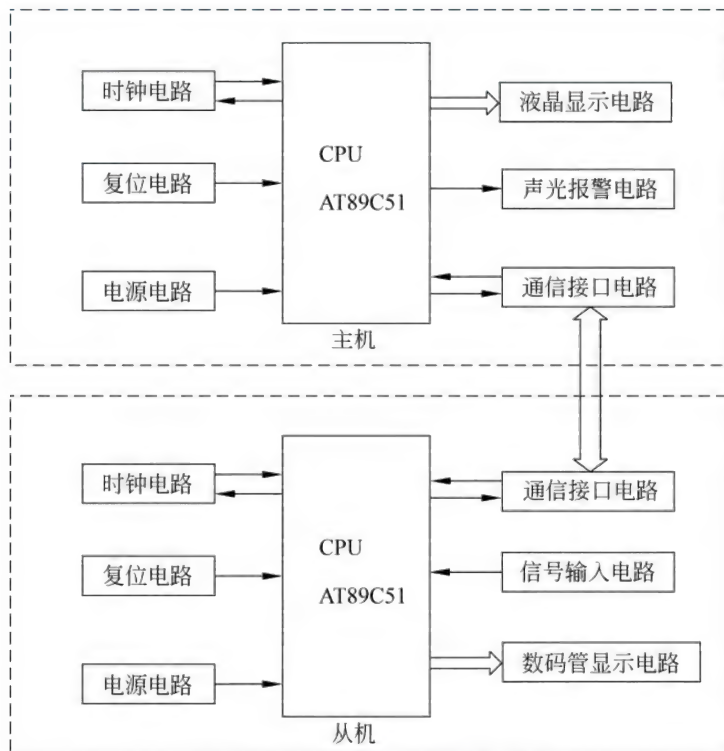 时钟电路
复位电路
电源电路
CPU
AT89C51
液晶显示电路
声光报警电路
通信接口电路
主机
时钟电路
复位电路
电源电路
CPU
AT89C51
通信接口电路
信号输入电路
数码管显示电路
从机